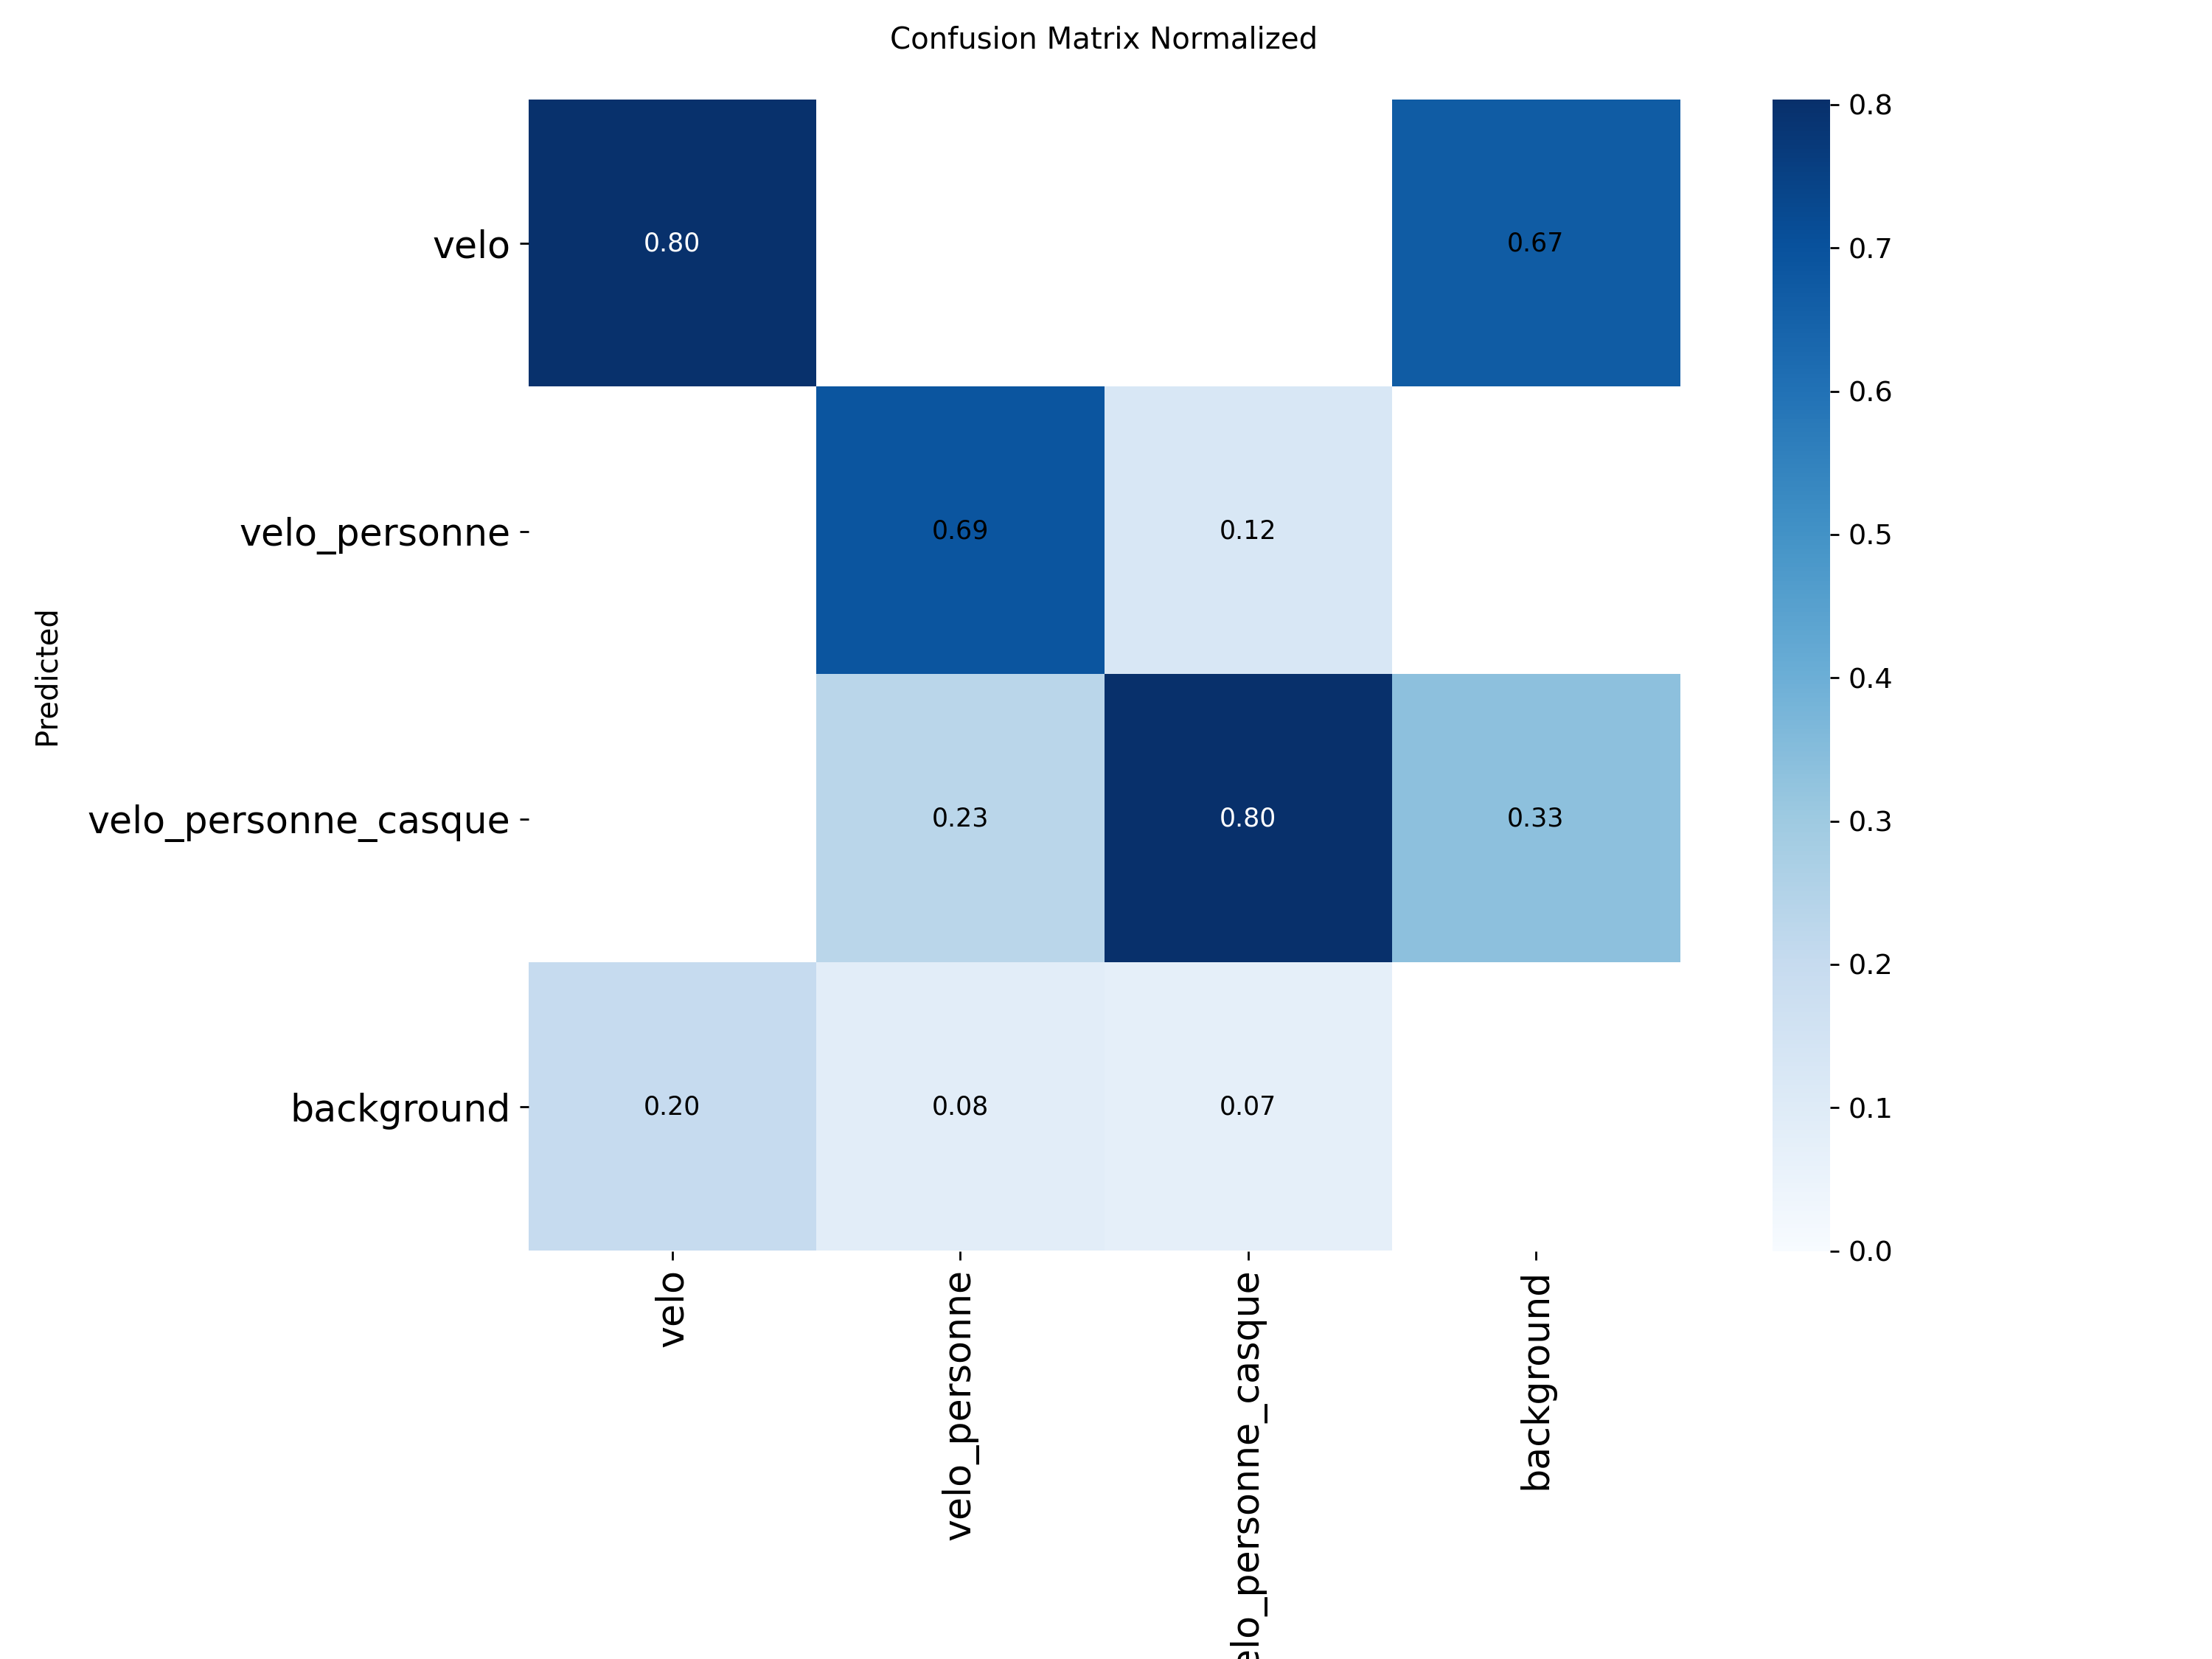 Confusion Matrix Normalized
Predicted
velo
0.80
0.67
velo_personne
0.69
0.12
velo_personne_casque
0.23
0.80
0.33
background
0.20
0.08
0.07
velo
velo_personne
elo_personne_casque
background
0.8
0.7
0.6
0.5
0.4
0.3
0.2
0.1
0.0